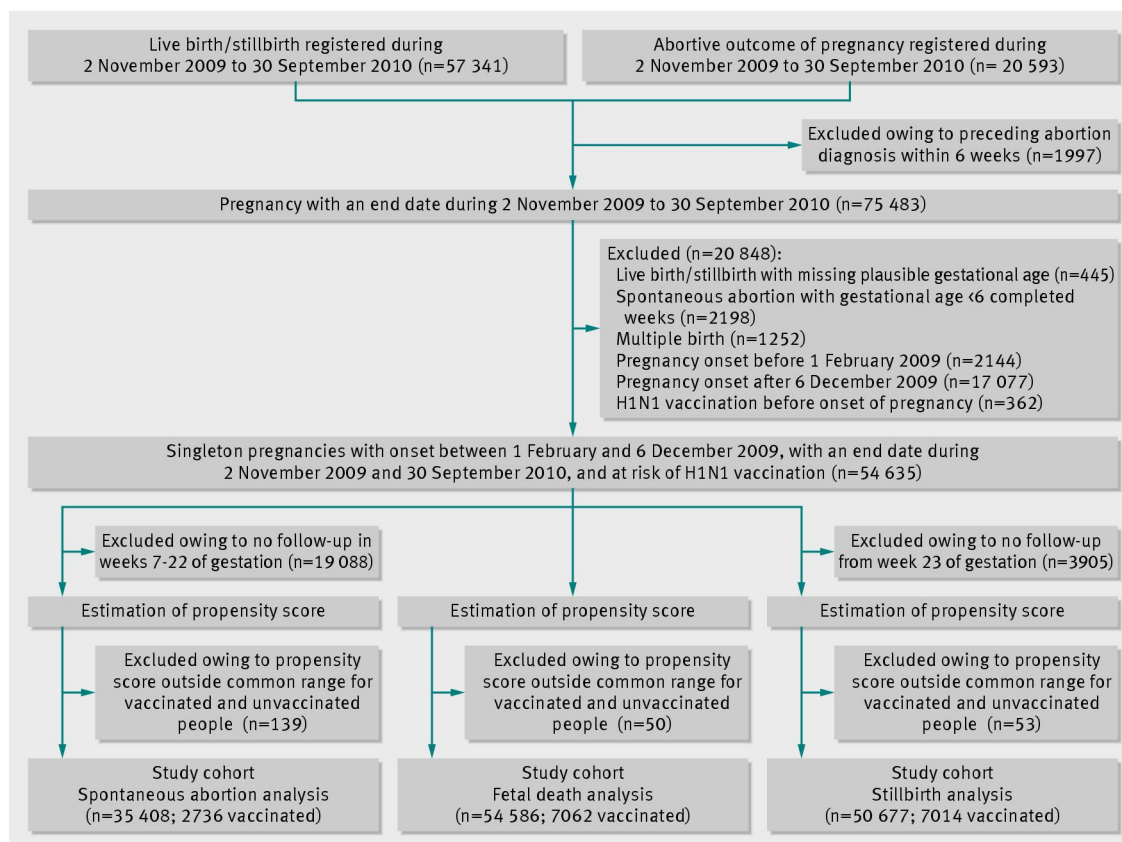 Live birth/stillbirth registered during
2 November 2009 to 30 September 2010 (n=57 341)
Abortive outcome of pregnancy registered during
2 November 2009 to 30 September 2010 (n= 20 593)
Excluded owing to preceding abortion
diagnosis within 6 weeks (n=1997)
Pregnancy with an end date during 2 November 2009 to 30 September 2010 (n=75 483)
Excluded (n=20 848):
Live birth/stillbirth with missing plausible gestational age (n=445)
Spontaneous abortion with gestational age <6 completed
weeks (n=2198)
Multiple birth (n=1252)
Pregnancy onset before 1 February 2009 (n=2144)
Pregnancy onset after 6 December 2009 (n=17 077)
H1N1 vaccination before onset of pregnancy (n=362)
Singleton pregnancies with onset between 1 February and 6 December 2009, with an end date during
2 November 2009 and 30 September 2010, and at risk of H1N1 vaccination (n=54 635)
Excluded owing to no follow-up in
weeks 7-22 of gestation (n=19 088)
Excluded owing to no follow-up
from week 23 of gestation (n=3905)
Estimation of propensity score
Estimation of propensity score
Estimation of propensity score
Excluded owing to propensity
score outside common range for
vaccinated and unvaccinated
people (n=139)
Excluded owing to propensity
score outside common range for
vaccinated and unvaccinated
people (n=50)
Excluded owing to propensity
score outside common range for
vaccinated and unvaccinated
people (n=53)
Study cohort
Spontaneous abortion analysis
(n=35 408; 2736 vaccinated)
Study cohort
Fetal death analysis
(n=54 586; 7062 vaccinated)
Study cohort
Stillbirth analysis
(n=50 677; 7014 vaccinated)